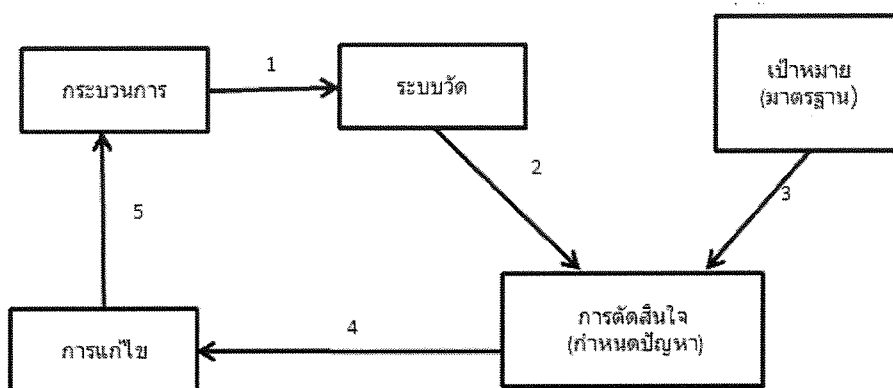 กระบวนการ
1
ระบบวัด
เป้าหมาย
(มาตรฐาน)
2
3
5
การตัดสินใจ
(กำหนดปัญหา)
4
การแก้ไข